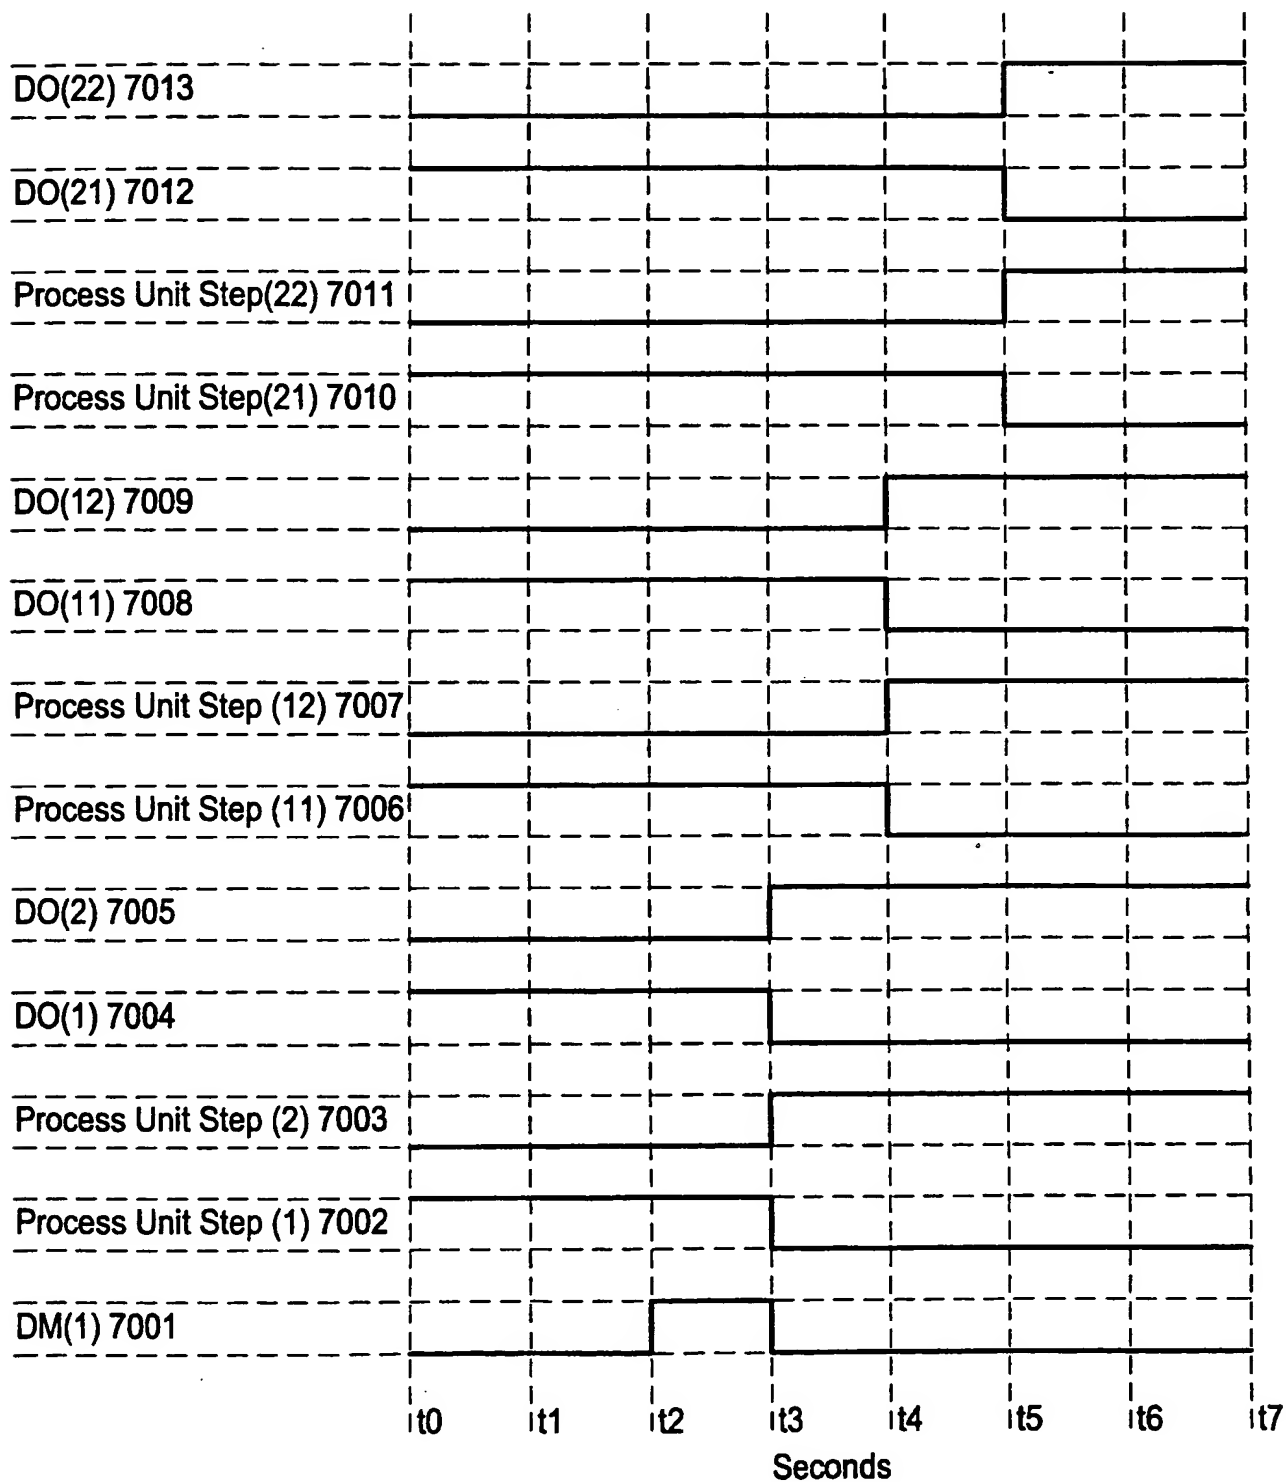 DO(22) 7013
DO(21) 7012
Process Unit Step(22) 7011
Process Unit Step(21) 7010
DO(12) 7009
DO(11) 7008
Process Unit Step (12) 7007
Process Unit Step (11) 7006
DO(2) 7005
DO(1) 7004
Process Unit Step (2) 7003
Process Unit Step (1) 7002
DM(1) 7001
t0 t1 t2 t3 t4 t5 t6 t7
Seconds